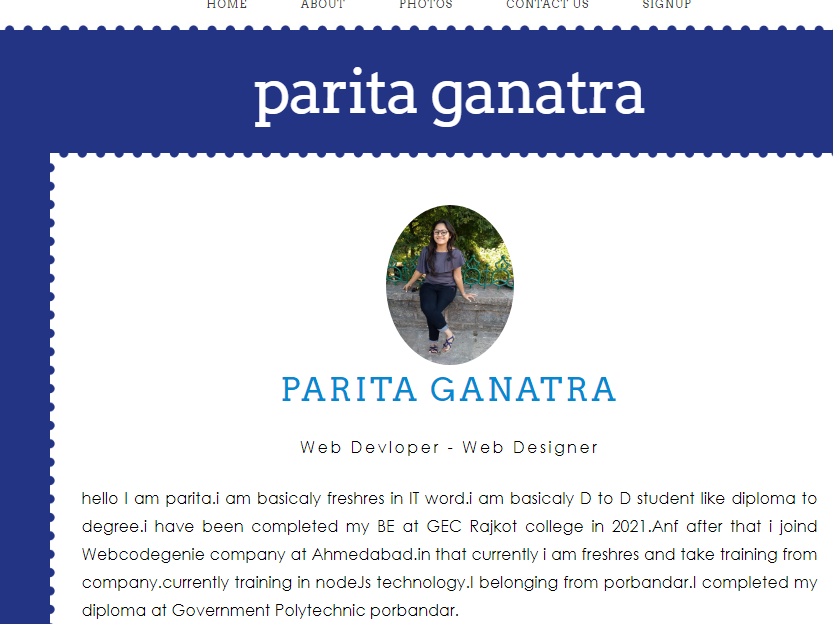 HOME ABOUT PHOTOS CONTACT US SIGNUP
parita ganatra
PARITA GANATRA
Web Devloper - Web Designer
hello I am parita.i am basicaly freshres in IT word.i am basicaly D to D student like diploma to
degree.i have been completed my BE at GEC Rajkot college in 2021.Anf after that i joind
Webcodegenie company at Ahmedabad.in that currently i am freshres and take training from
company.currently training in nodeJs technology.I belonging from porbandar.I completed my
diploma at Government Polytechnic porbandar.